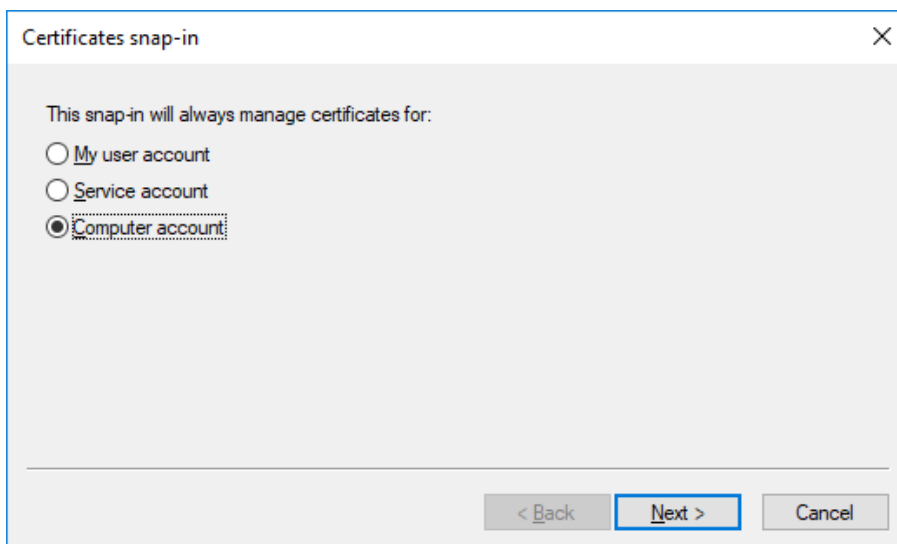 Certificates snap-in
This snap-in will always manage certificates for:
My user account
Service account
Computer account
< Back
Next >
Cancel